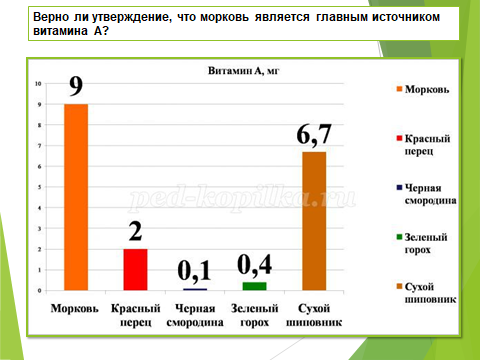 Верно ли утверждение, что морковь является главным источником
витамина А?
Витамин А, мг
10
9
8
7
6
5
4
3
2
1
0
9
2
0,1
0,4
6,7
Морковь
Красный
перец
Черная
смородина
Зеленый
горох
Сухой
шиповник
Морковь
Красный
перец
Черная
смородина
Зеленый
горох
Сухой
шиповник
ped-kopilka.ru